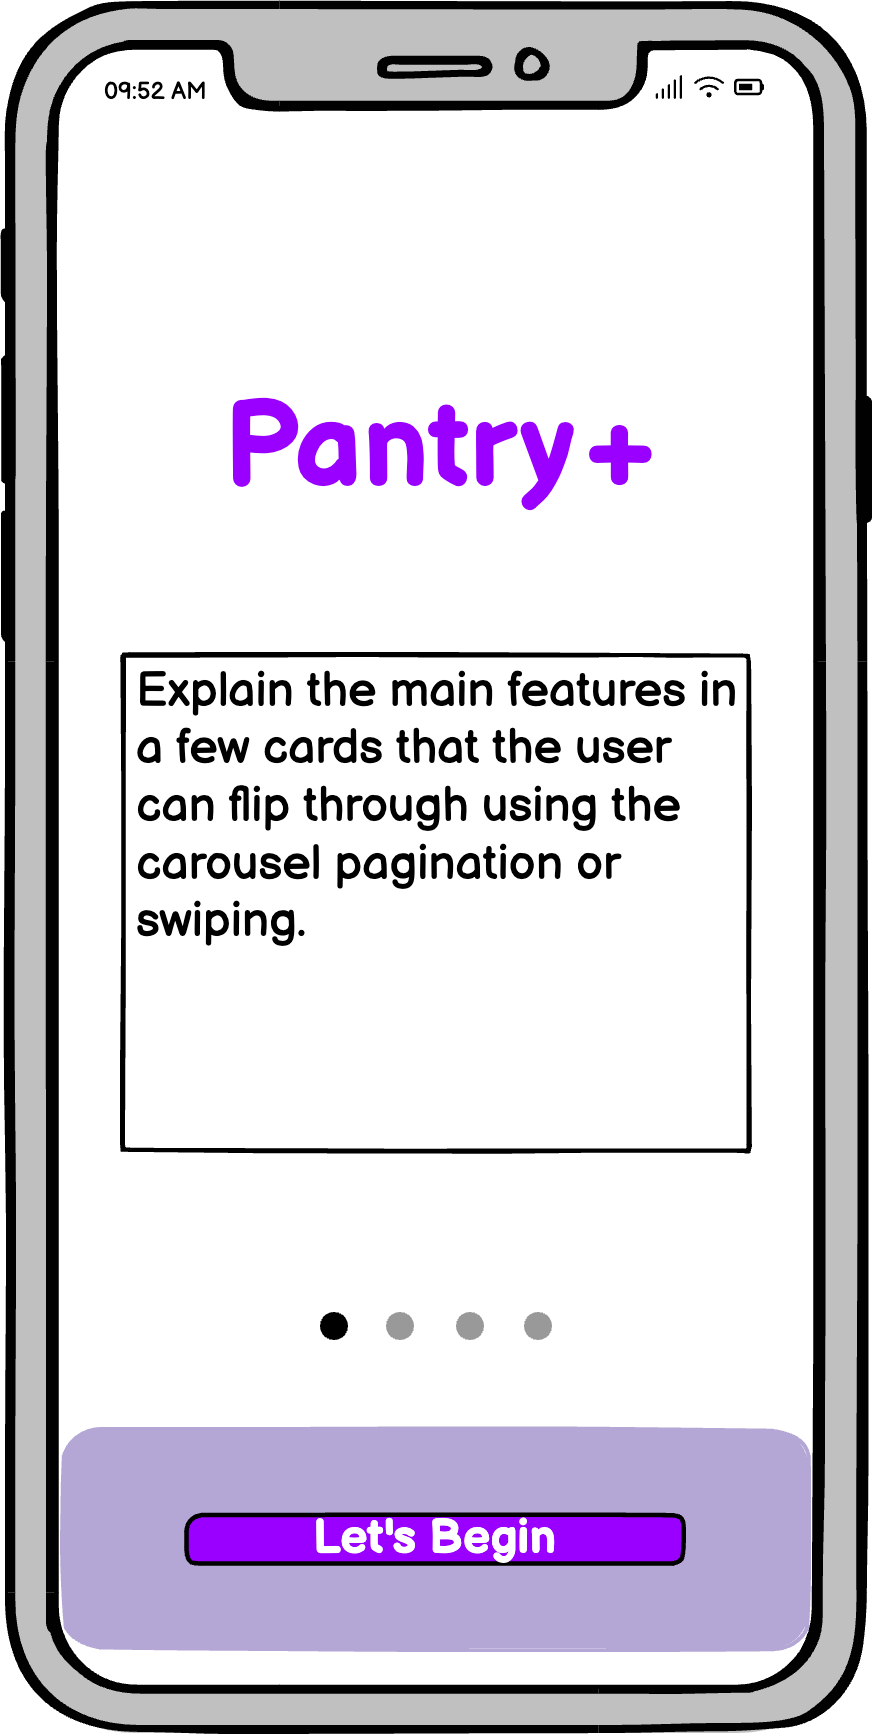 09:52 AM
Pantry+
Explain the main features in
a few cards that the user
can flip through using the
carousel pagination or
swiping.
Let's Begin